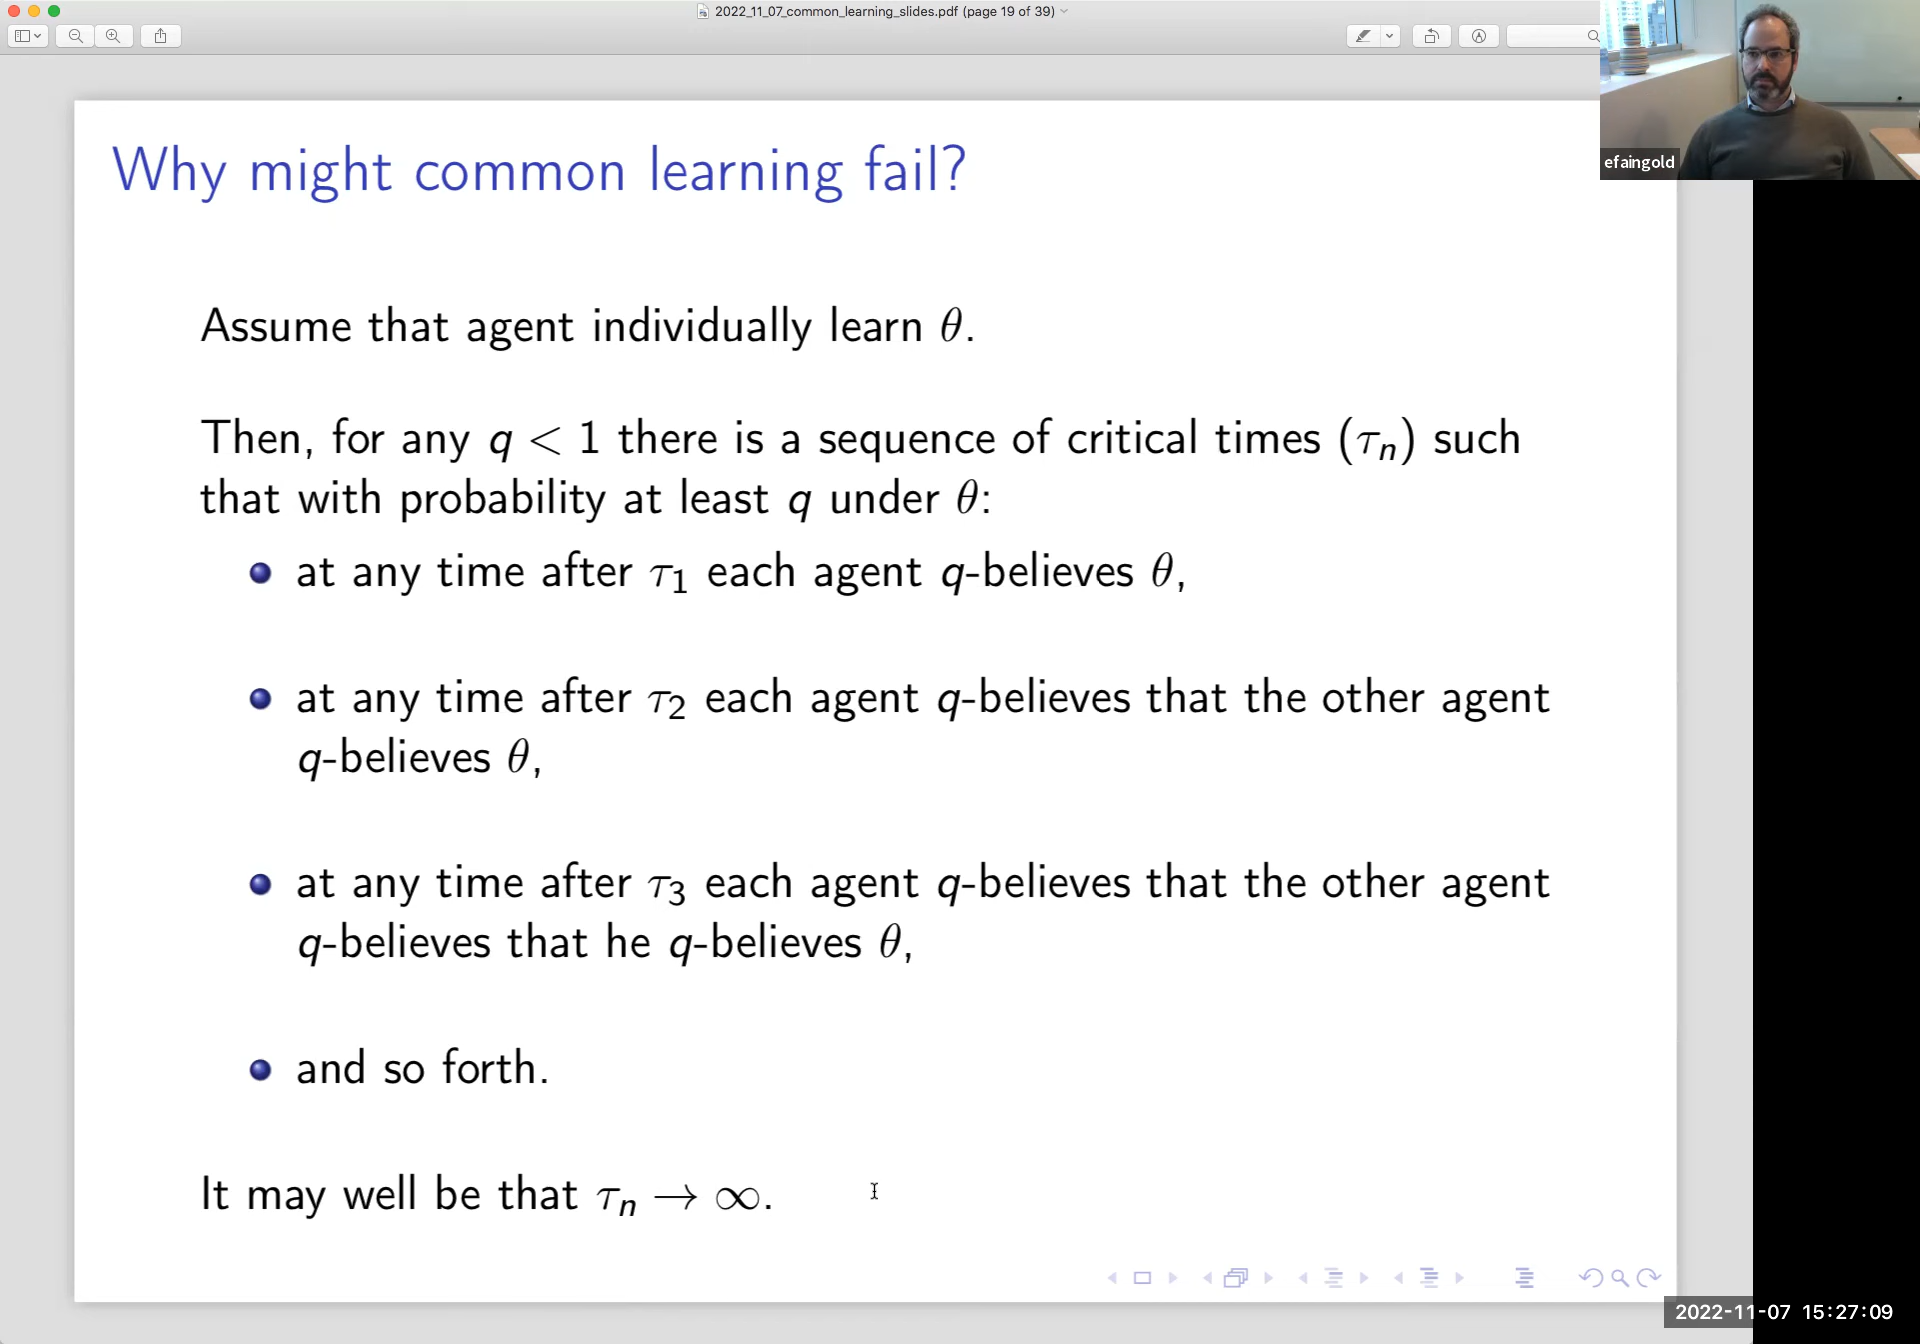 2022_11_07_common_learning_slides.pdf (page 19 of 39)
efaingold
Why might common learning fail?
Assume that agent individually learn θ.
Then, for any q < 1 there is a sequence of critical times (τₙ) such
that with probability at least q under θ:
at any time after τ₁ each agent q-believes θ,
at any time after τ₂ each agent q-believes that the other agent
q-believes θ,
at any time after τ₃ each agent q-believes that the other agent
q-believes that he q-believes θ,
and so forth.
It may well be that τₙ → ∞.
2022-11-07 15:27:09